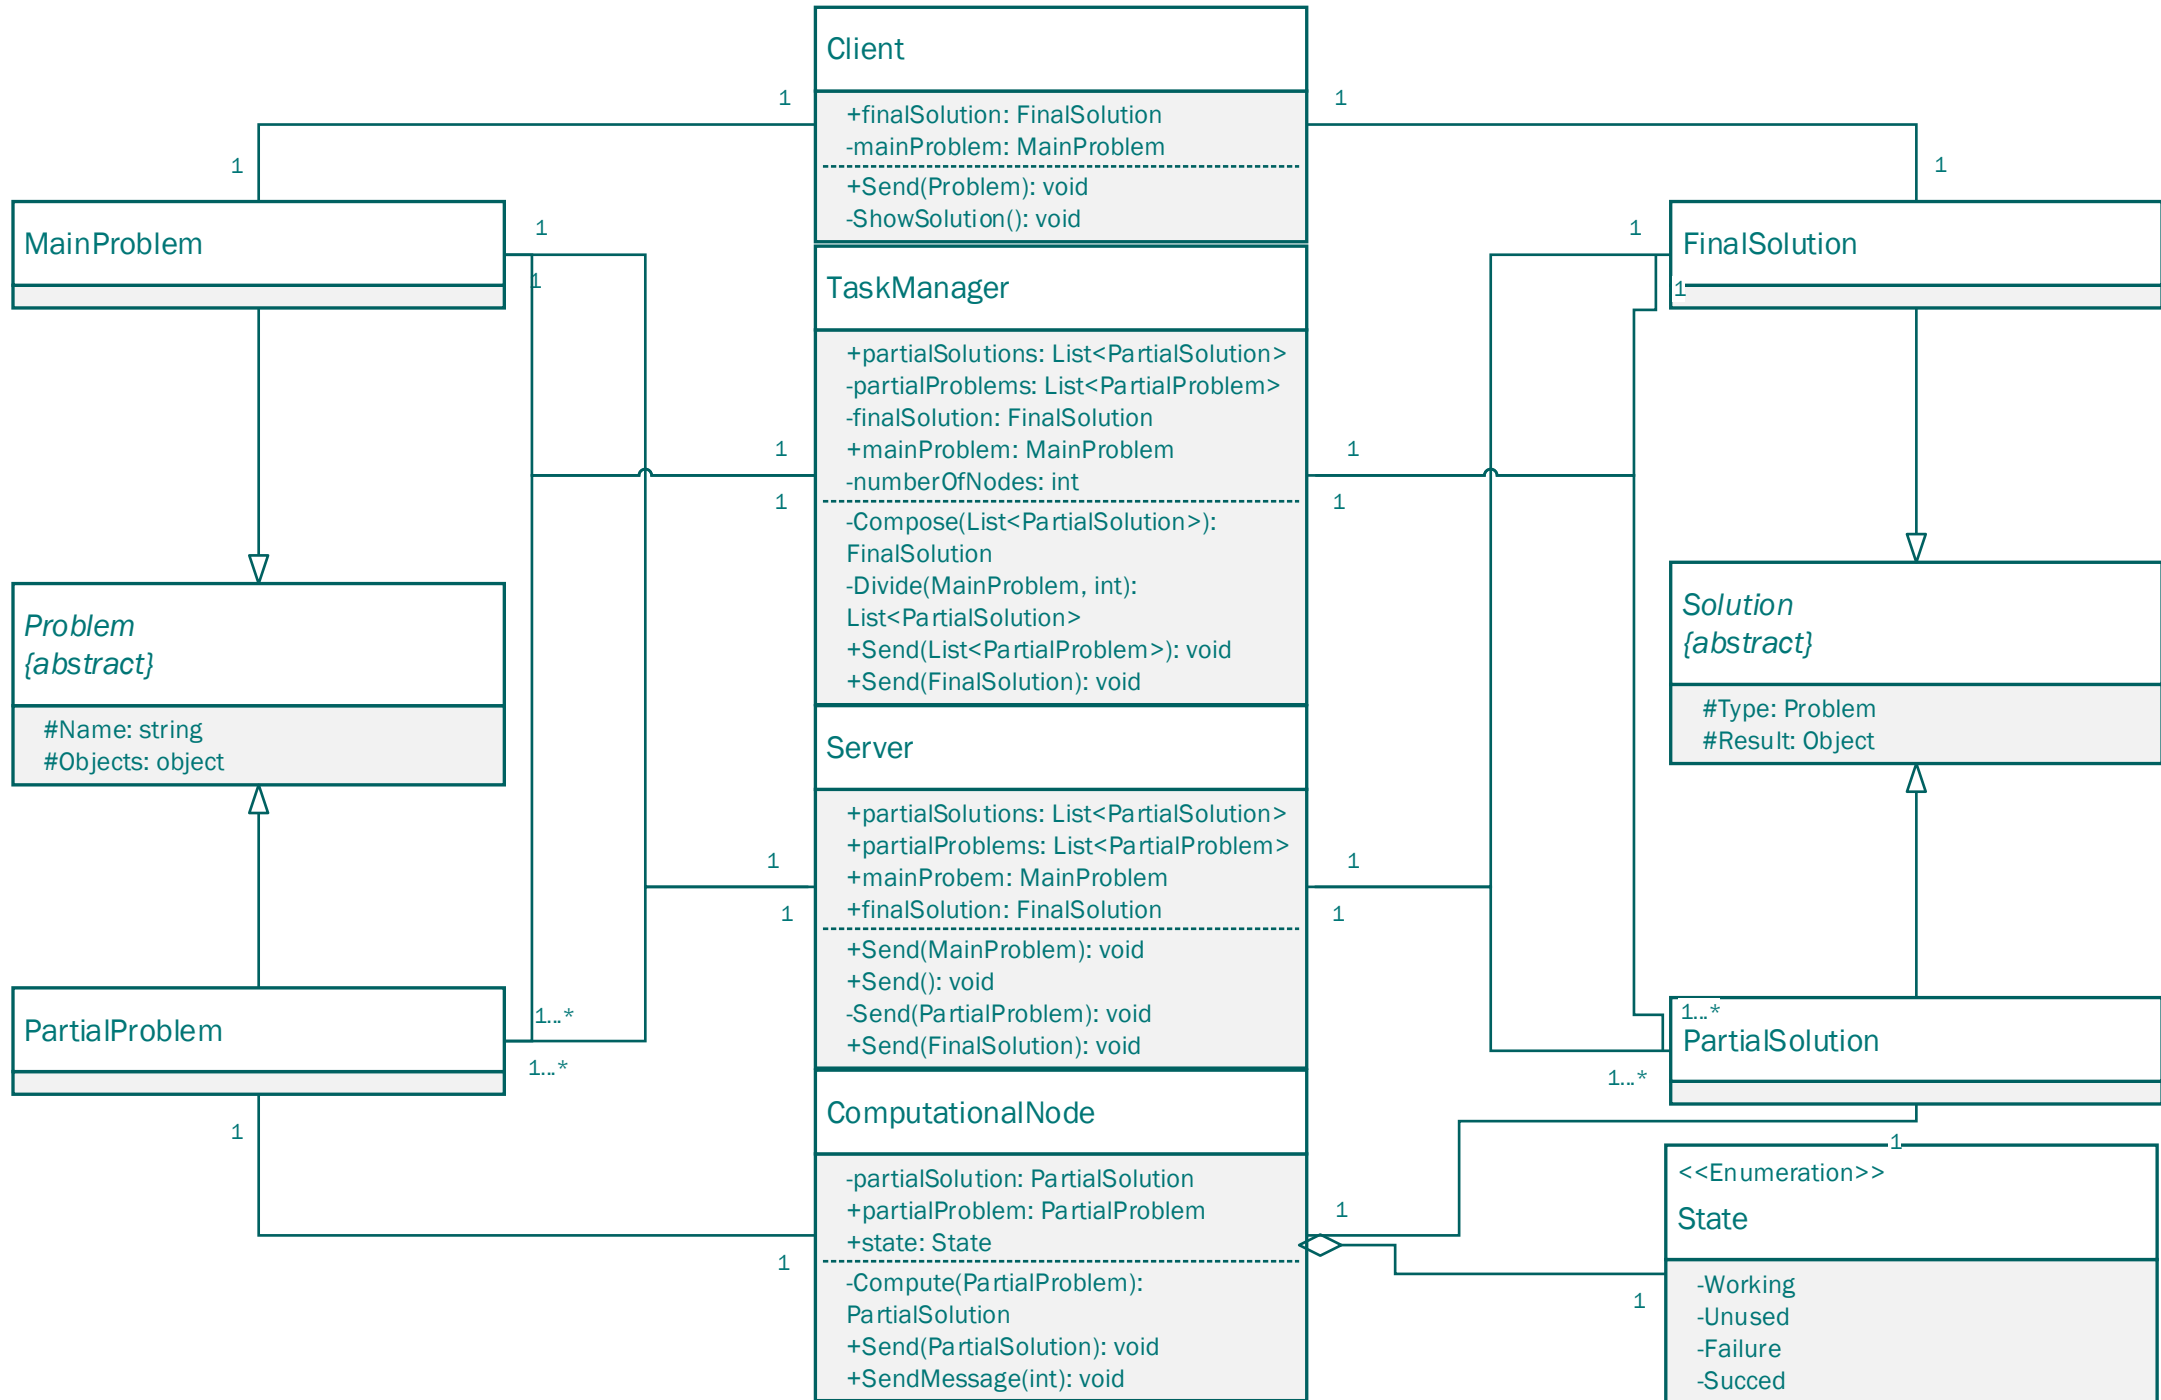 Client
+finalSolution: FinalSolution
-mainProblem: MainProblem
+Send(Problem): void
-ShowSolution(): void
1
1
1
1
MainProblem
1
1
FinalSolution
1
1
TaskManager
+partialSolutions: List<PartialSolution>
-partialProblems: List<PartialProblem>
-finalSolution: FinalSolution
+mainProblem: MainProblem
-numberOfNodes: int
-Compose(List<PartialSolution>):
FinalSolution
-Divide(MainProblem, int):
List<PartialSolution>
+Send(List<PartialProblem>): void
+Send(FinalSolution): void
1
1
1
1
Problem
{abstract}
#Name: string
#Objects: object
Solution
{abstract}
#Type: Problem
#Result: Object
Server
+partialSolutions: List<PartialSolution>
+partialProblems: List<PartialProblem>
+mainProbem: MainProblem
+finalSolution: FinalSolution
+Send(MainProblem): void
+Send(): void
-Send(PartialProblem): void
+Send(FinalSolution): void
1
1
1
1
PartialProblem
1...*
1...*
1
PartialSolution
1...*
1...*
1
ComputationalNode
-partialSolution: PartialSolution
+partialProblem: PartialProblem
+state: State
-Compute(PartialProblem):
PartialSolution
+Send(PartialSolution): void
+SendMessage(int): void
1
1
1
<<Enumeration>>
State
-Working
-Unused
-Failure
-Succed